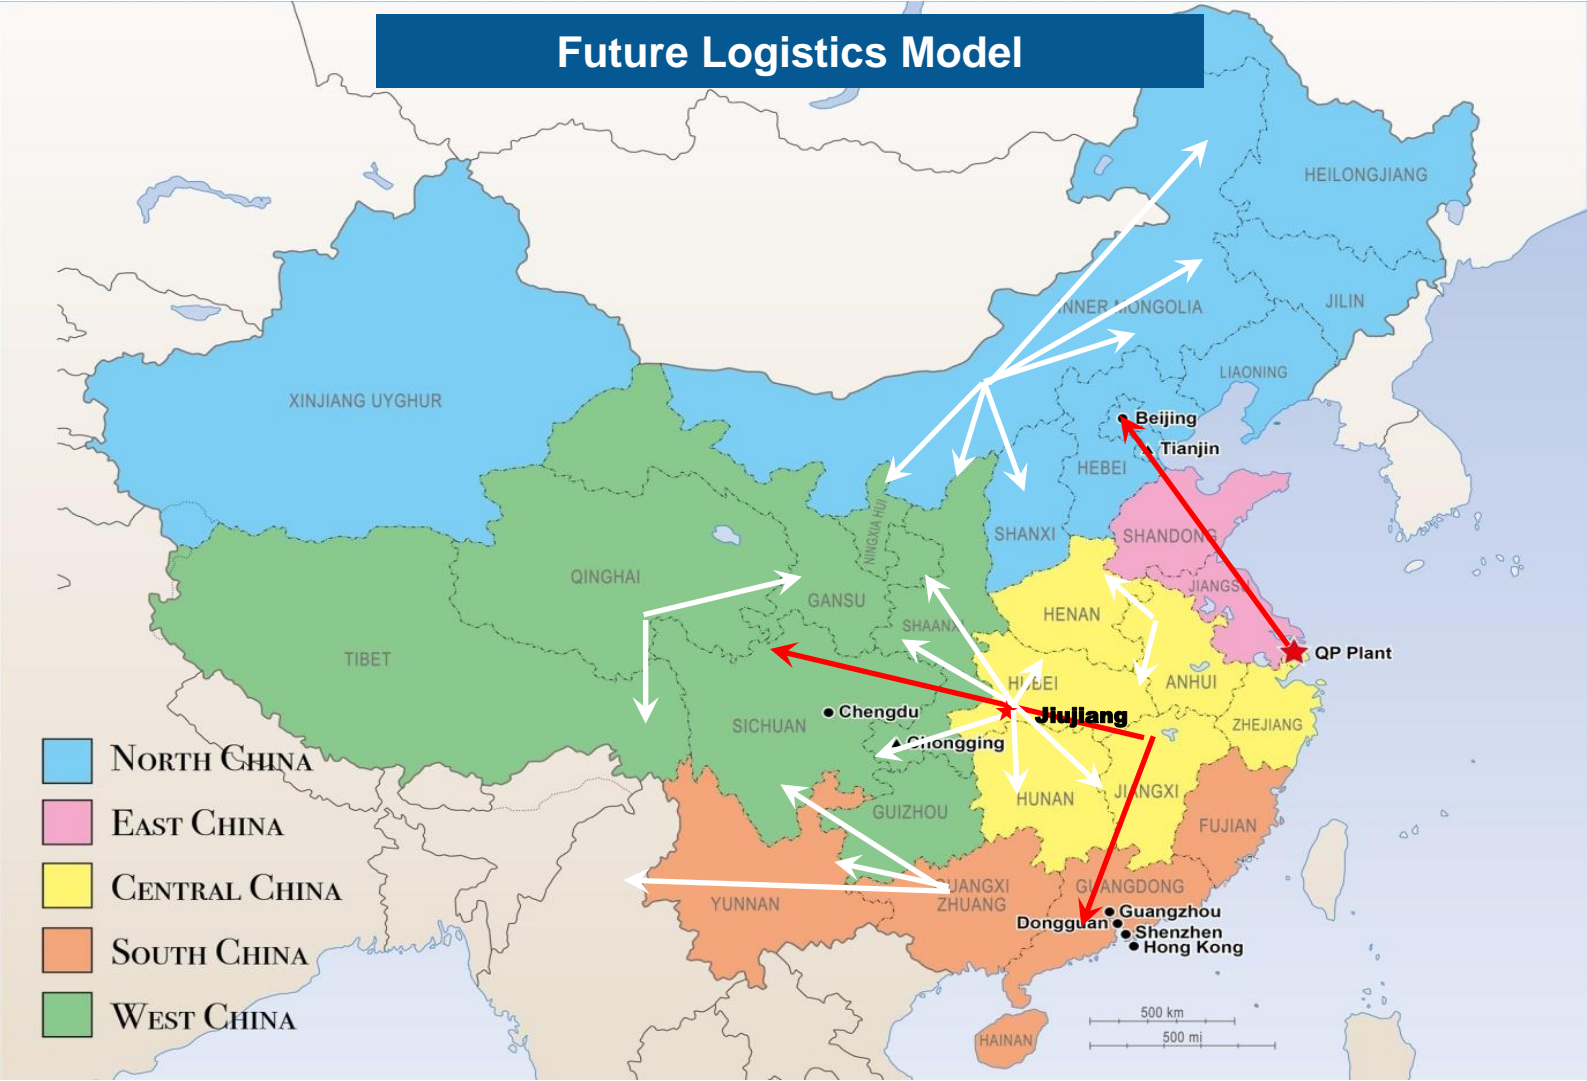 Future Logistics Model
HEILONGJIANG
INNER MONGOLIA
JILIN
LIAONING
XINJIANG UYGHUR
Beijing
Tianjin
HEBEI
NINGXIA HUI
SHANXI
SHANDONG
QINGHAI
GANSU
JIANGSU
HENAN
SHAANXI
TIBET
QP Plant
HUBEI
ANHUI
Chengdu
Jiujiang
SICHUAN
ZHEJIANG
Chongging
NORTH CHINA
HUNAN
JIANGXI
GUIZHOU
EAST CHINA
FUJIAN
CENTRAL CHINA
GUANGXI
ZHUANG
GUANGDONG
YUNNAN
Guangzhou
Dongguan
Shenzhen
Hong Kong
SOUTH CHINA
WEST CHINA
500 km
500 mi
HAINAN